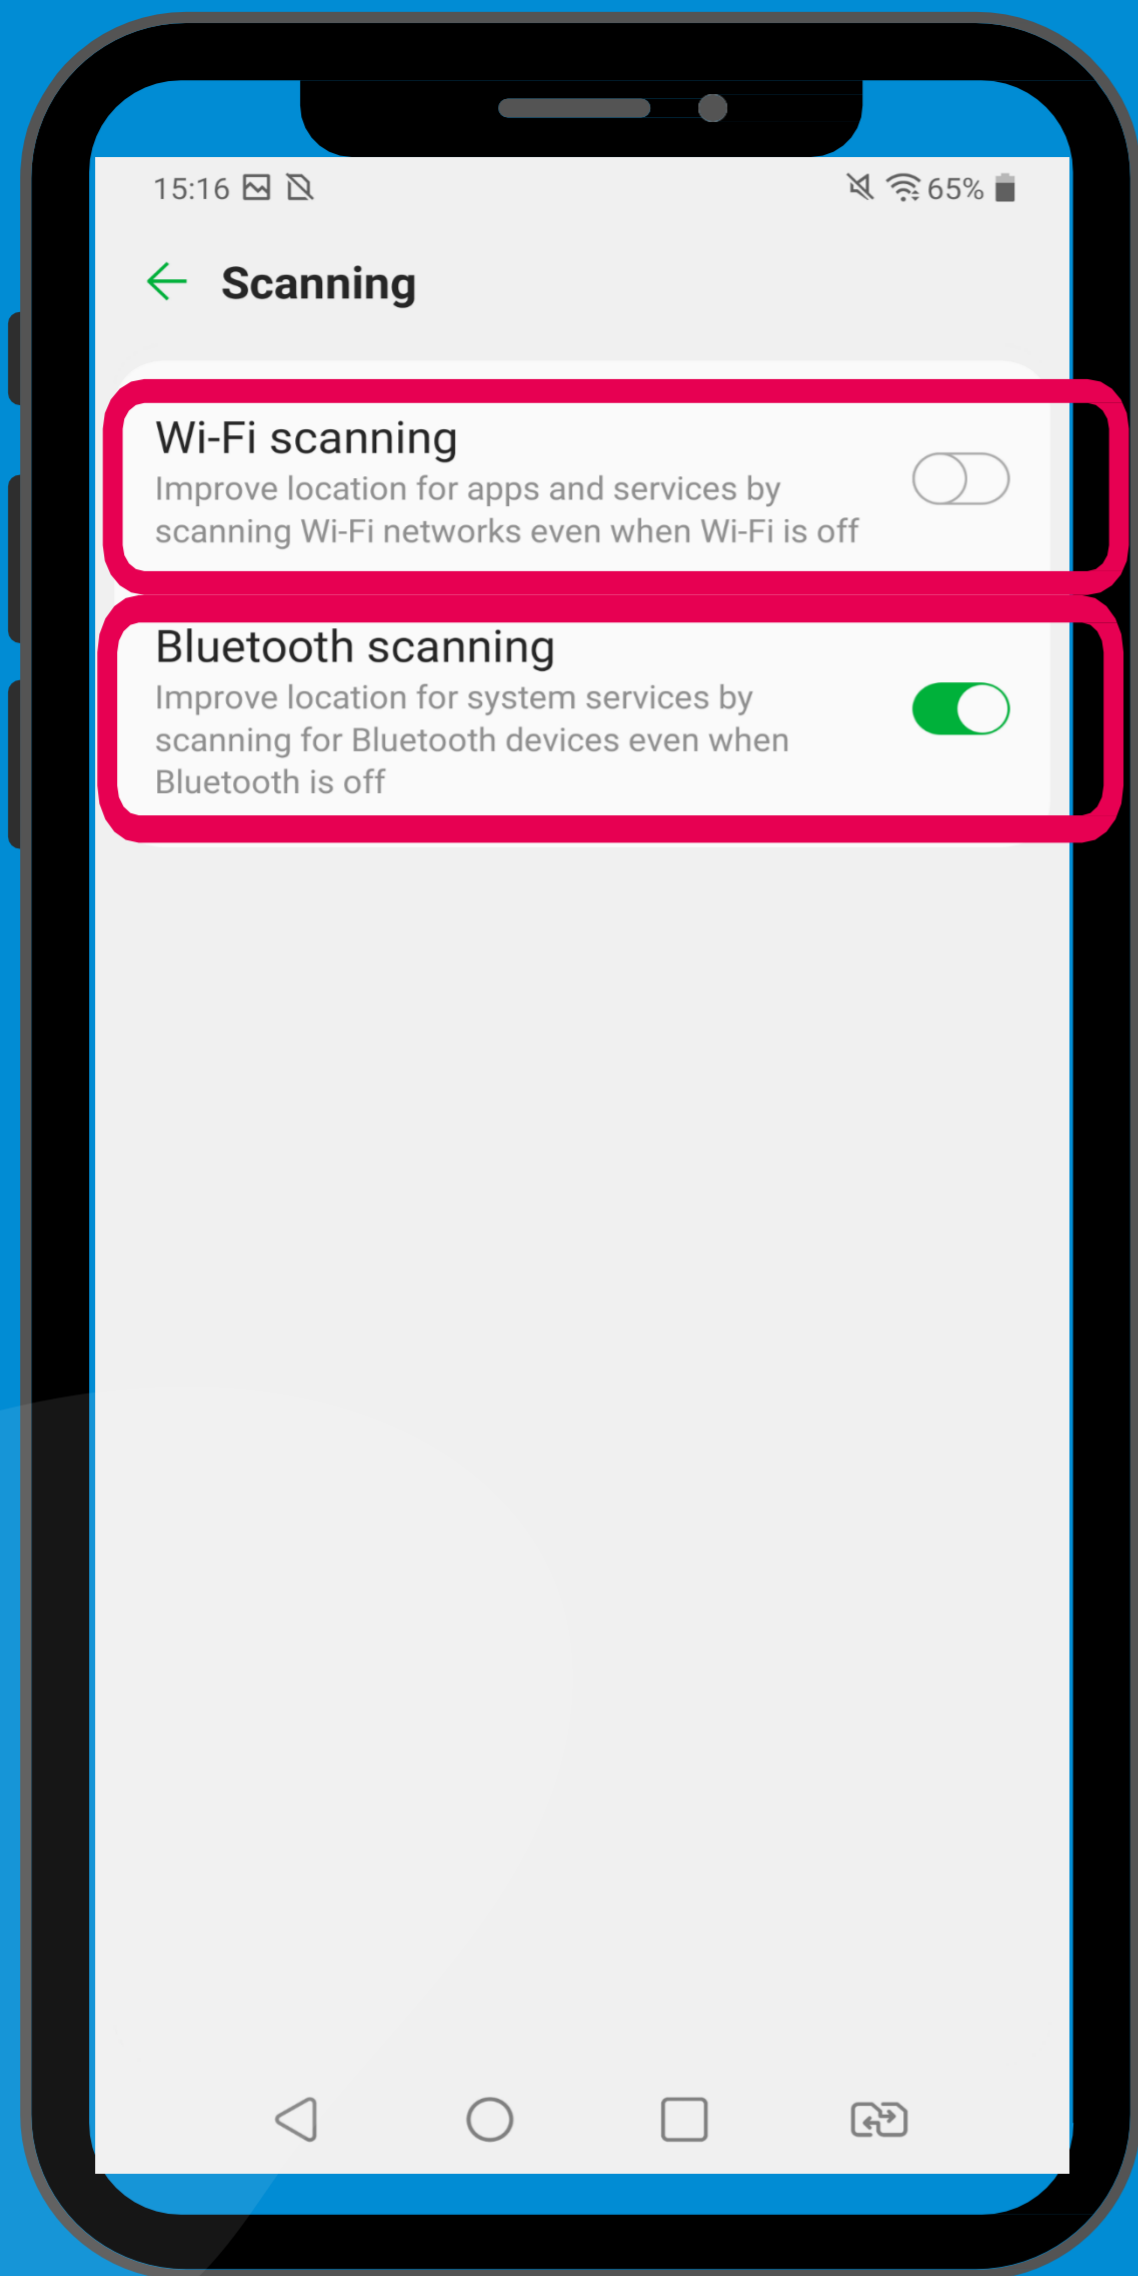 15:16 65%
Scanning
Wi-Fi scanning
Improve location for apps and services by
scanning Wi-Fi networks even when Wi-Fi is off
Bluetooth scanning
Improve location for system services by
scanning for Bluetooth devices even when
Bluetooth is off